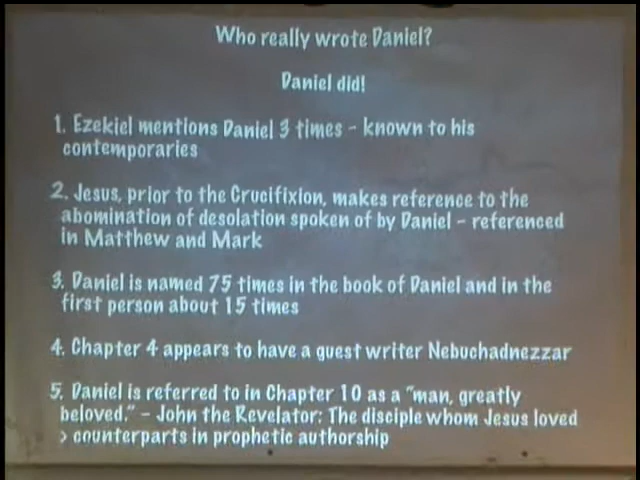 Who really wrote Daniel?
Daniel did!
1. Ezekiel mentions Daniel 3 times - known to his
contemporaries
2. Jesus, prior to the Crucifixion, makes reference to the
abomination of desolation spoken of by Daniel - referenced
in Matthew and Mark
3. Daniel is named 75 times in the book of Daniel and in the
first person about 15 times
4. Chapter 4 appears to have a guest writer Nebuchadnezzar
5. Daniel is referred to in Chapter 10 as a "man, greatly
beloved." - John the Revelator: The disciple whom Jesus loved
> counterparts in prophetic authorship